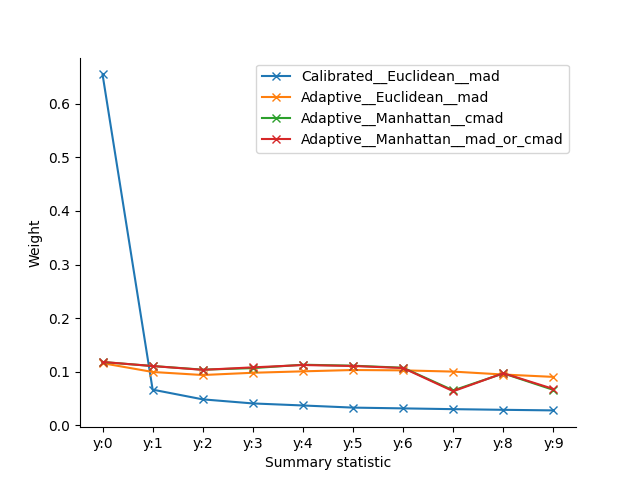 Calibrated__Euclidean__mad
Adaptive__Euclidean__mad
Adaptive__Manhattan__cmad
Adaptive__Manhattan__mad_or_cmad
Weight
0.6
0.5
0.4
0.3
0.2
0.1
0.0
y:0 y:1 y:2 y:3 y:4 y:5 y:6 y:7 y:8 y:9
Summary statistic